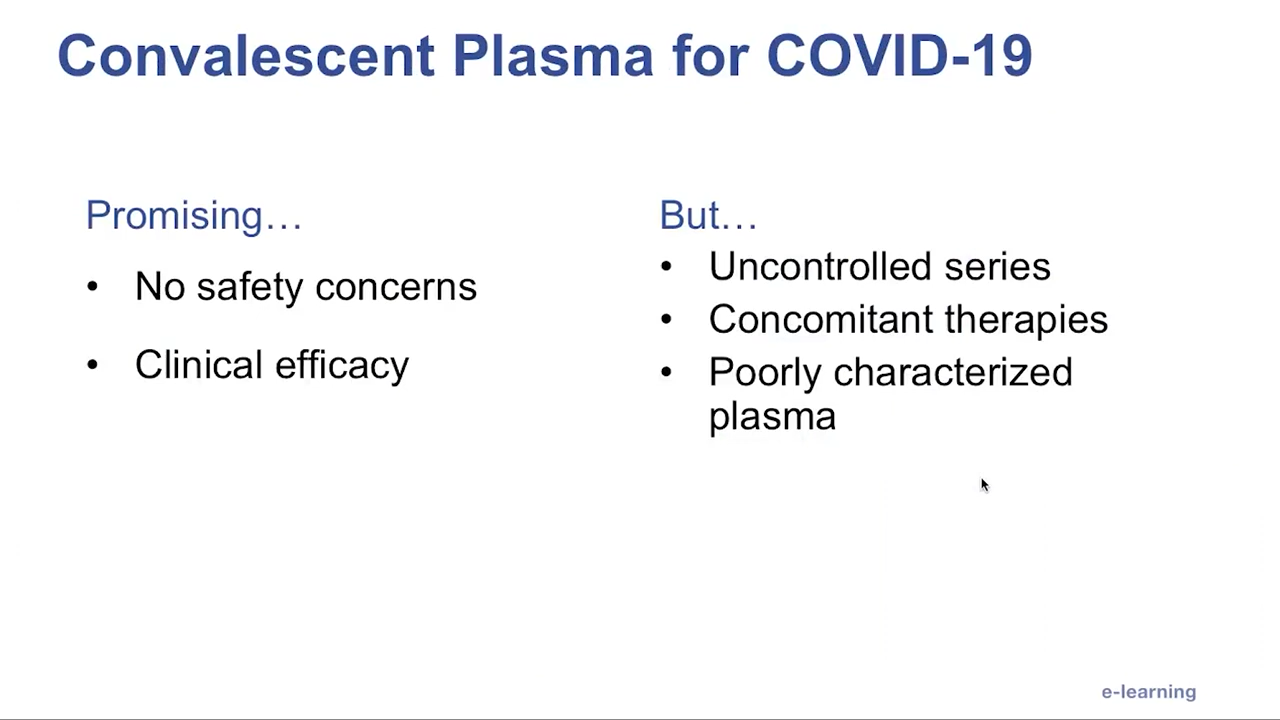 Convalescent Plasma for COVID-19
Promising…
• No safety concerns
• Clinical efficacy
But…
• Uncontrolled series
• Concomitant therapies
• Poorly characterized
plasma
e-learning